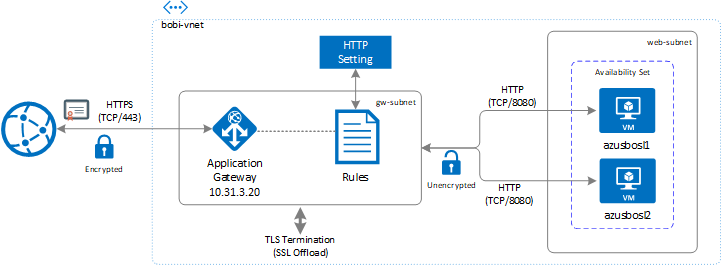 bobi-vnet
HTTP
Setting
web-subnet
Availability Set
HTTPS
(TCP/443)
Encrypted
gw-subnet
Application
Gateway
10.31.3.20
Rules
HTTP
(TCP/8080)
Unencrypted
HTTP
(TCP/8080)
VM
azusbosl1
VM
azusbosl2
TLS Termination
(SSL Offload)